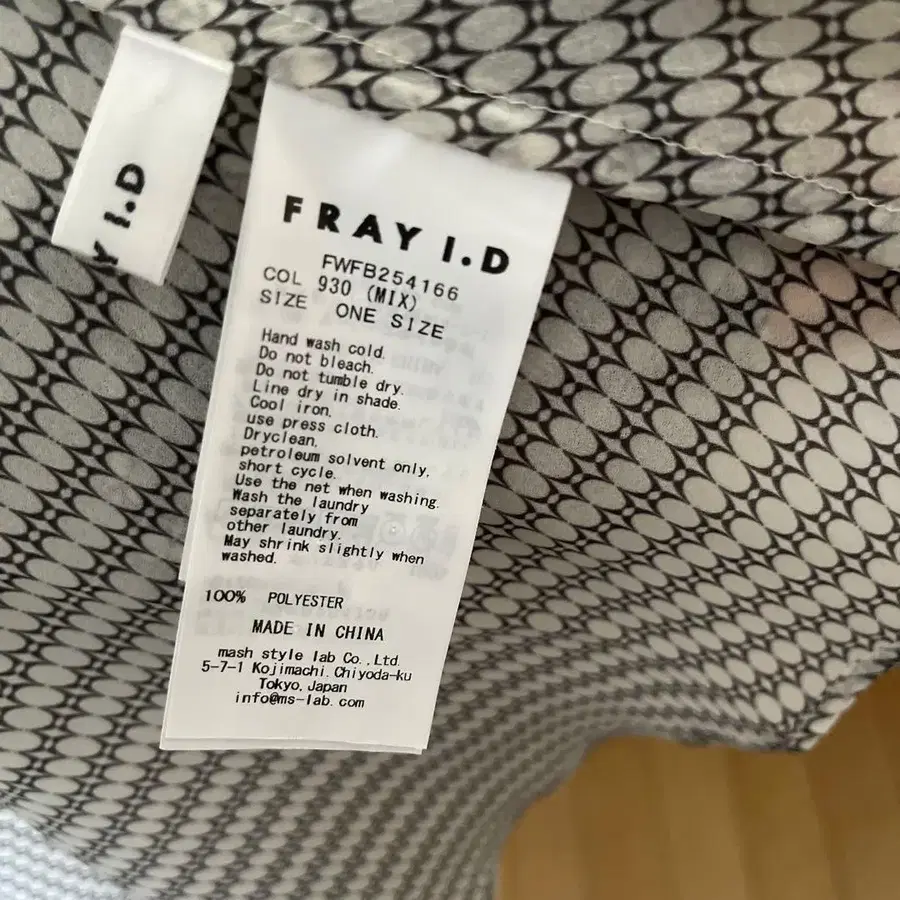 Y I.D
FRAY I.D
FWFB254166
COL 930 (MIX)
SIZE ONE SIZE
Hand wash cold.
Do not bleach.
Do not tumble dry.
Line dry in shade.
Cool iron.
use press cloth.
Dryclean,
petroleum solvent only,
short cycle.
Use the net when washing.
Wash the laundry
separately from
other laundry.
May shrink slightly when
washed.
100% POLYESTER
MADE IN CHINA
mash style lab Co.,Ltd.
5-7-1 Kojimachi.Chiyoda-ku
Tokyo,Japan
info@ms-lab.com